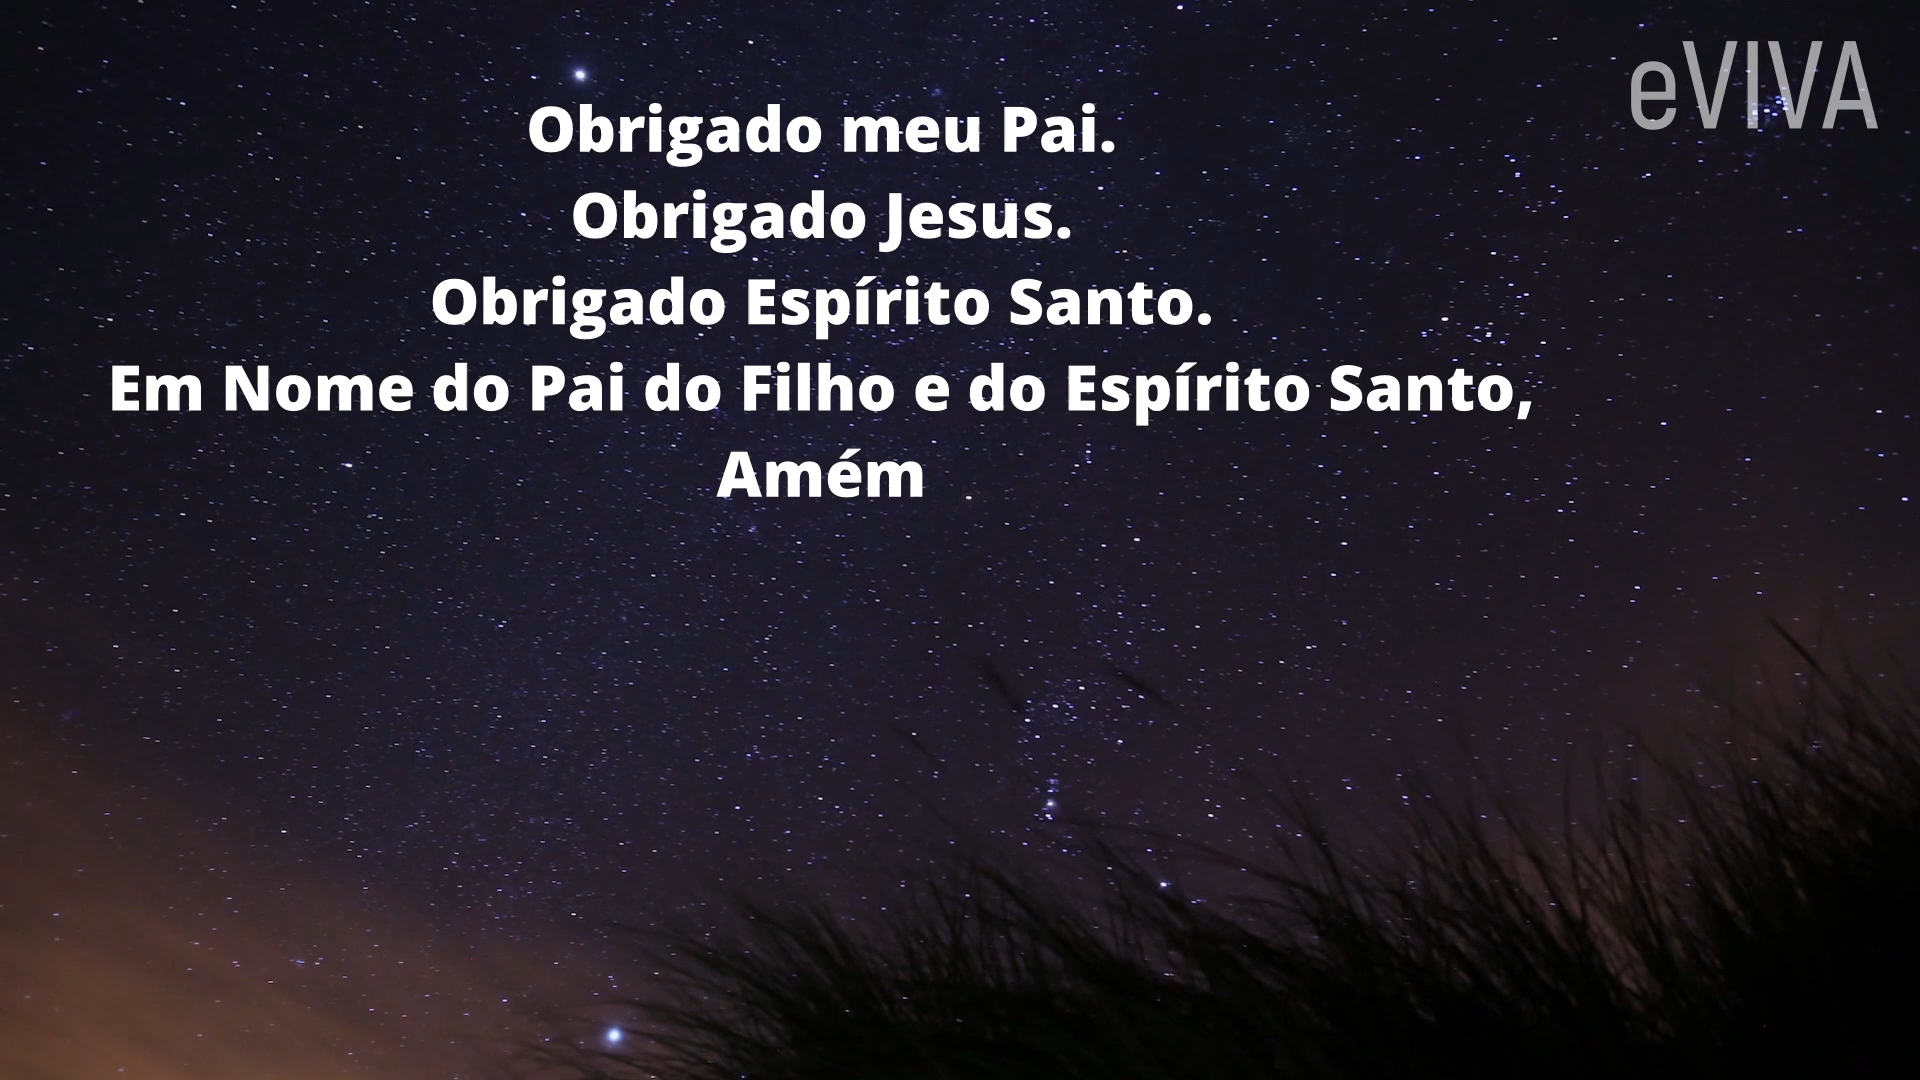 eVIVA
Obrigado meu Pai.
Obrigado Jesus.
Obrigado Espírito Santo.
Em Nome do Pai do Filho e do Espírito Santo,
Amém